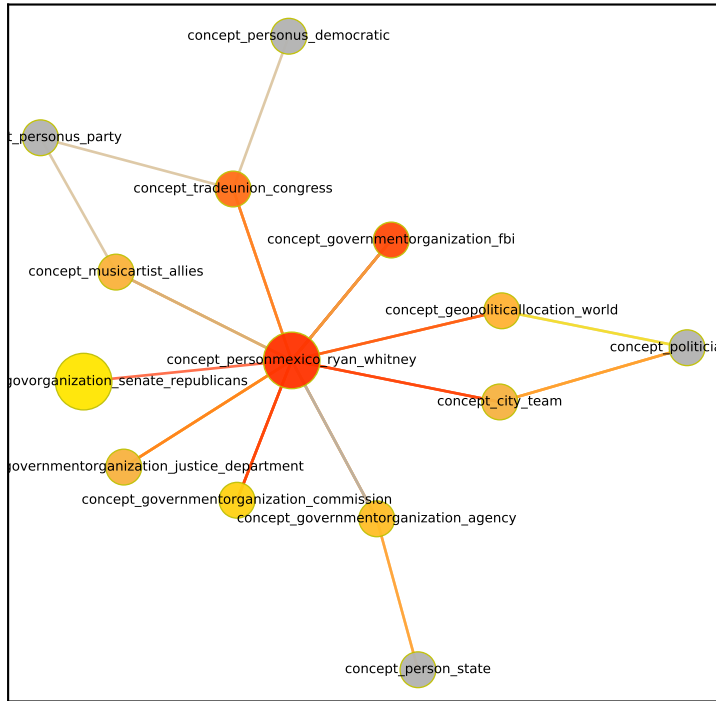 concept_personus_democratic
t_personus_party
concept_tradeunion_congress
concept_governmentorganization_fbi
concept_musicartist_allies
concept_geopoliticallocation_world
concept_politicia
concept_personmexico_ryan_whitney
govorganization_senate_republicans
concept_city_team
governmentorganization_justice_department
concept_governmentorganization_commission
concept_governmentorganization_agency
concept_person_state